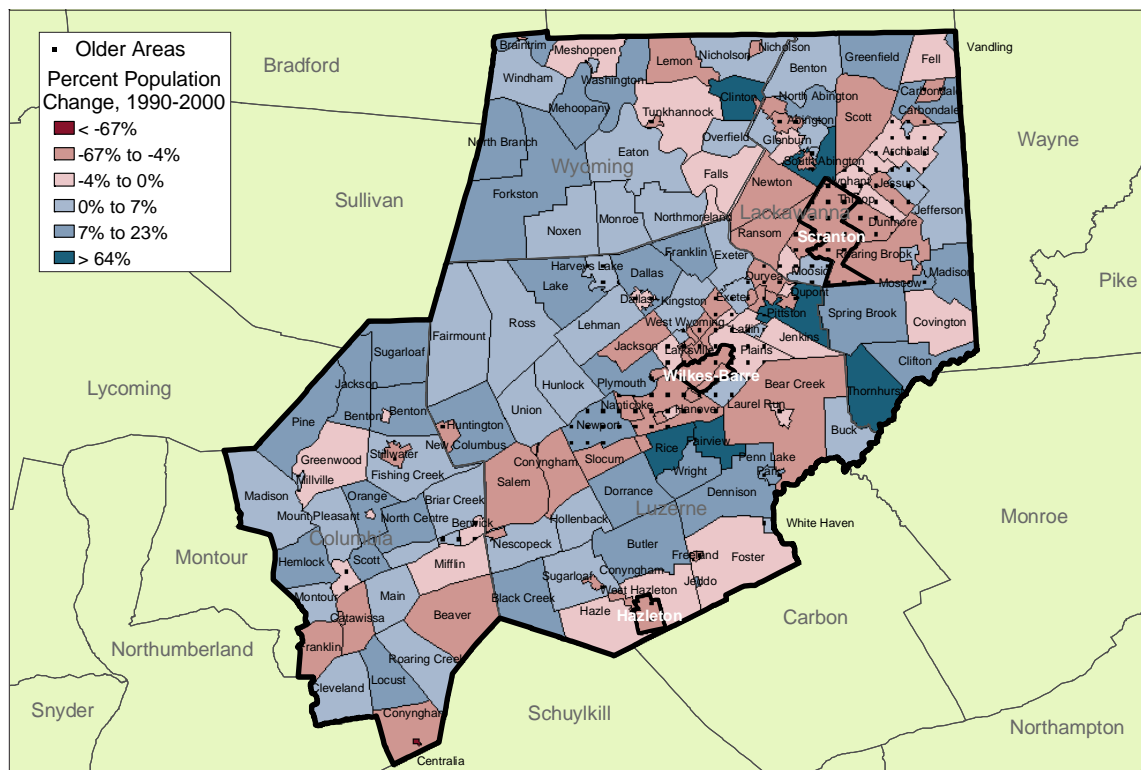 Older Areas
Percent Population
Change, 1990-2000
< -67%
-67% to -4%
-4% to 0%
0% to 7%
7% to 23%
> 64%
Bradford
Sullivan
Lycoming
Montour
Northumberland
Snyder
Schuylkill
Carbon
Monroe
Northampton
Pike
Wayne
Wyoming
Lackawanna
Luzerne
Columbia
Scranton
Wilkes-Barre
Hazleton
Braintrim
Meshoppen
Windham
Washington
Lemon
Nicholson
Nicholson
Benton
Greenfield
Fell
Vandling
Mehoopany
Tunkhannock
Clinton
North Abington
Carbondale
Carbondale
Scott
Abington
Glenburn
Overfield
Archbald
North Branch
Eaton
Falls
South Abington
Newton
Jessup
Forkston
Throop
Jefferson
Noxen
Monroe
Northmoreland
Ransom
Dunmore
Roaring Brook
Harveys Lake
Lake
Dallas
Franklin
Exeter
Duryea
Moosic
Moscow
Madison
Dallas
Kingston
Exeter
Dupont
Pittston
Fairmount
Ross
Lehman
West Wyoming
Laflin
Jenkins
Spring Brook
Covington
Jackson
Larksville
Plains
Clifton
Sugarloaf
Hunlock
Plymouth
Bear Creek
Thornhurst
Jackson
Union
Nanticoke
Hanover
Laurel Run
Buck
Benton
Benton
Pine
Huntington
New Columbus
Newport
Rice
Fairview
Greenwood
Stillwater
Conyngham
Slocum
Wright
Penn Lake
Park
Fishing Creek
Salem
Millville
Madison
Orange
Briar Creek
Dorrance
Dennison
Mount Pleasant
North Centre
Berwick
Hollenback
White Haven
Hemlock
Scott
Nescopeck
Butler
Freeland
Foster
Mifflin
Sugarloaf
Conyngham
Jeddo
Montour
Main
Black Creek
West Hazleton
Hazle
Catawissa
Beaver
Franklin
Roaring Creek
Cleveland
Locust
Centralia